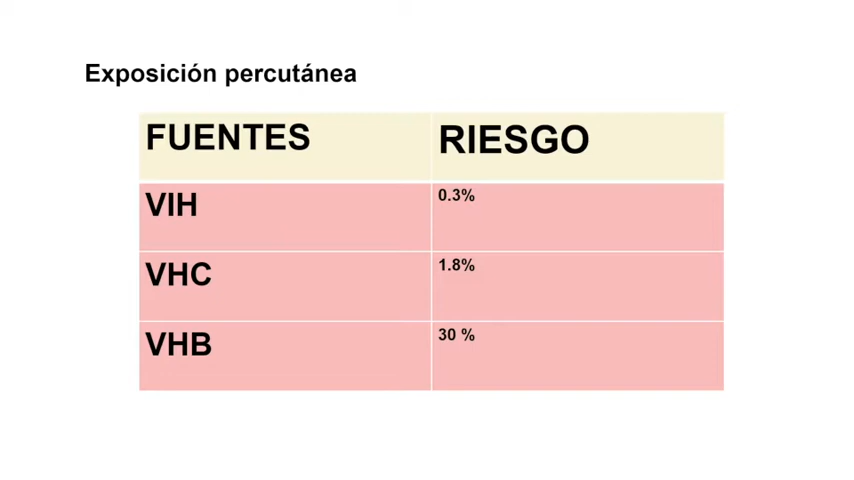 Exposición percutánea
FUENTES RIESGO
VIH 0.3%
VHC 1.8%
VHB 30 %